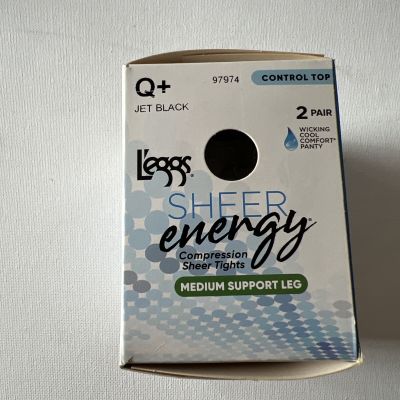 Q+
97974
CONTROL TOP
JET BLACK
2 PAIR
WICKING
COOL
COMFORT*
PANTY
L'eggs®
SHEER
energy®
Compression
Sheer Tights
MEDIUM SUPPORT LEG